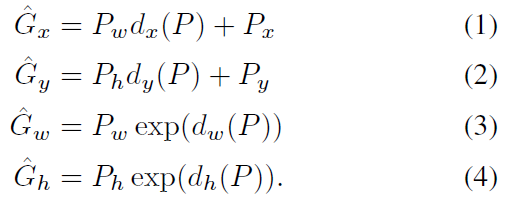 Ĝ_x = P_w d_x(P) + P_x (1)
Ĝ_y = P_h d_y(P) + P_y (2)
Ĝ_w = P_w exp(d_w(P)) (3)
Ĝ_h = P_h exp(d_h(P)). (4)